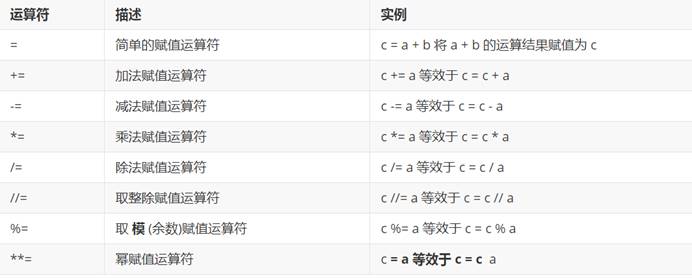 运算符 描述 实例
= 简单的赋值运算符 c = a + b 将 a + b 的运算结果赋值为 c
+= 加法赋值运算符 c += a 等效于 c = c + a
-= 减法赋值运算符 c -= a 等效于 c = c - a
*= 乘法赋值运算符 c *= a 等效于 c = c * a
/= 除法赋值运算符 c /= a 等效于 c = c / a
//= 取整除赋值运算符 c //= a 等效于 c = c // a
%= 取 模 (余数)赋值运算符 c %= a 等效于 c = c % a
**= 幂赋值运算符 c = a 等效于 c = c a